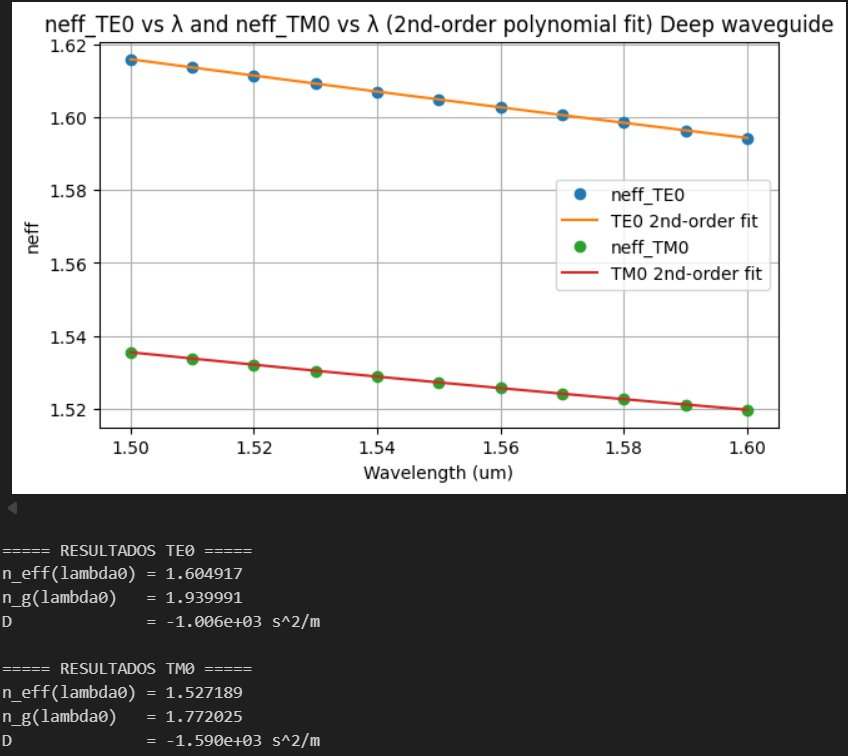 neff_TE0 vs λ and neff_TM0 vs λ (2nd-order polynomial fit) Deep waveguide
1.62
1.60
1.58
1.56
1.54
1.52
neff
neff_TE0
TE0 2nd-order fit
neff_TM0
TM0 2nd-order fit
1.50 1.52 1.54 1.56 1.58 1.60
Wavelength (um)
===== RESULTADOS TE0 =====
n_eff(lambda0) = 1.604917
n_g(lambda0)   = 1.939991
D              = -1.006e+03 s^2/m
===== RESULTADOS TM0 =====
n_eff(lambda0) = 1.527189
n_g(lambda0)   = 1.772025
D              = -1.590e+03 s^2/m